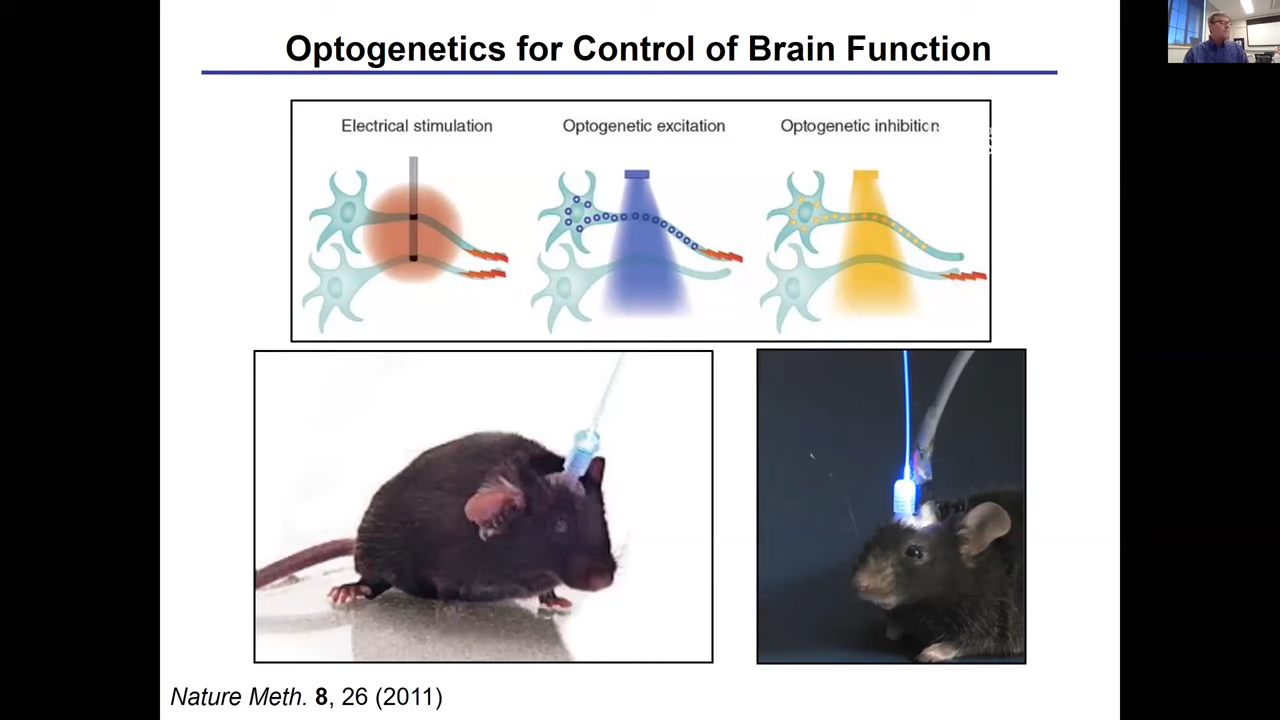 Optogenetics for Control of Brain Function
Electrical stimulation
Optogenetic excitation
Optogenetic inhibition
Nature Meth. 8, 26 (2011)